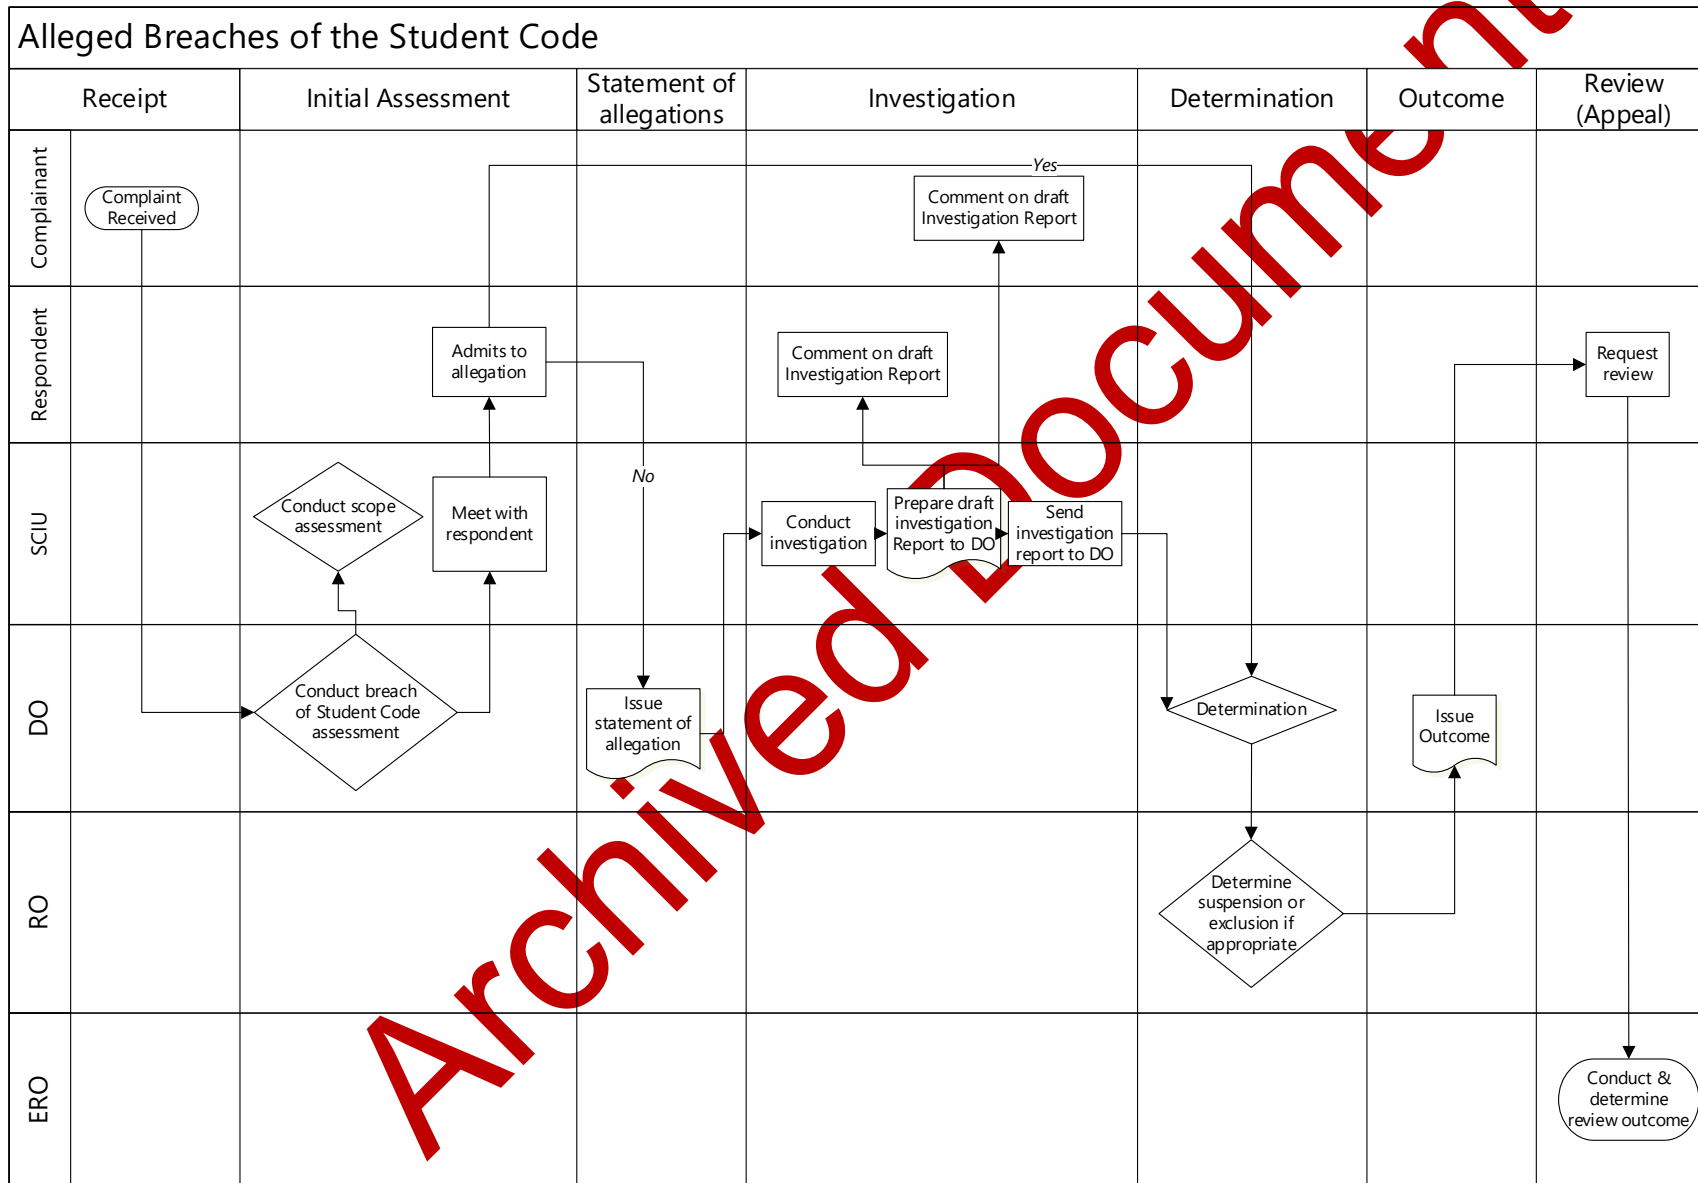 Alleged Breaches of the Student Code
Receipt
Initial Assessment
Statement of
allegations
Investigation
Determination
Outcome
Review
(Appeal)
Complainant
Complaint
Received
Yes
Comment on draft
Investigation Report
Respondent
Admits to
allegation
Comment on draft
Investigation Report
Request
review
SCIU
Conduct scope
assessment
Meet with
respondent
No
Conduct
investigation
Prepare draft
investigation
Report to DO
Send
investigation
report to DO
DO
Conduct breach
of Student Code
assessment
Issue
statement of
allegation
Determination
Issue
Outcome
RO
Determine
suspension or
exclusion if
appropriate
ERO
Conduct &
determine
review outcome
Archived Document